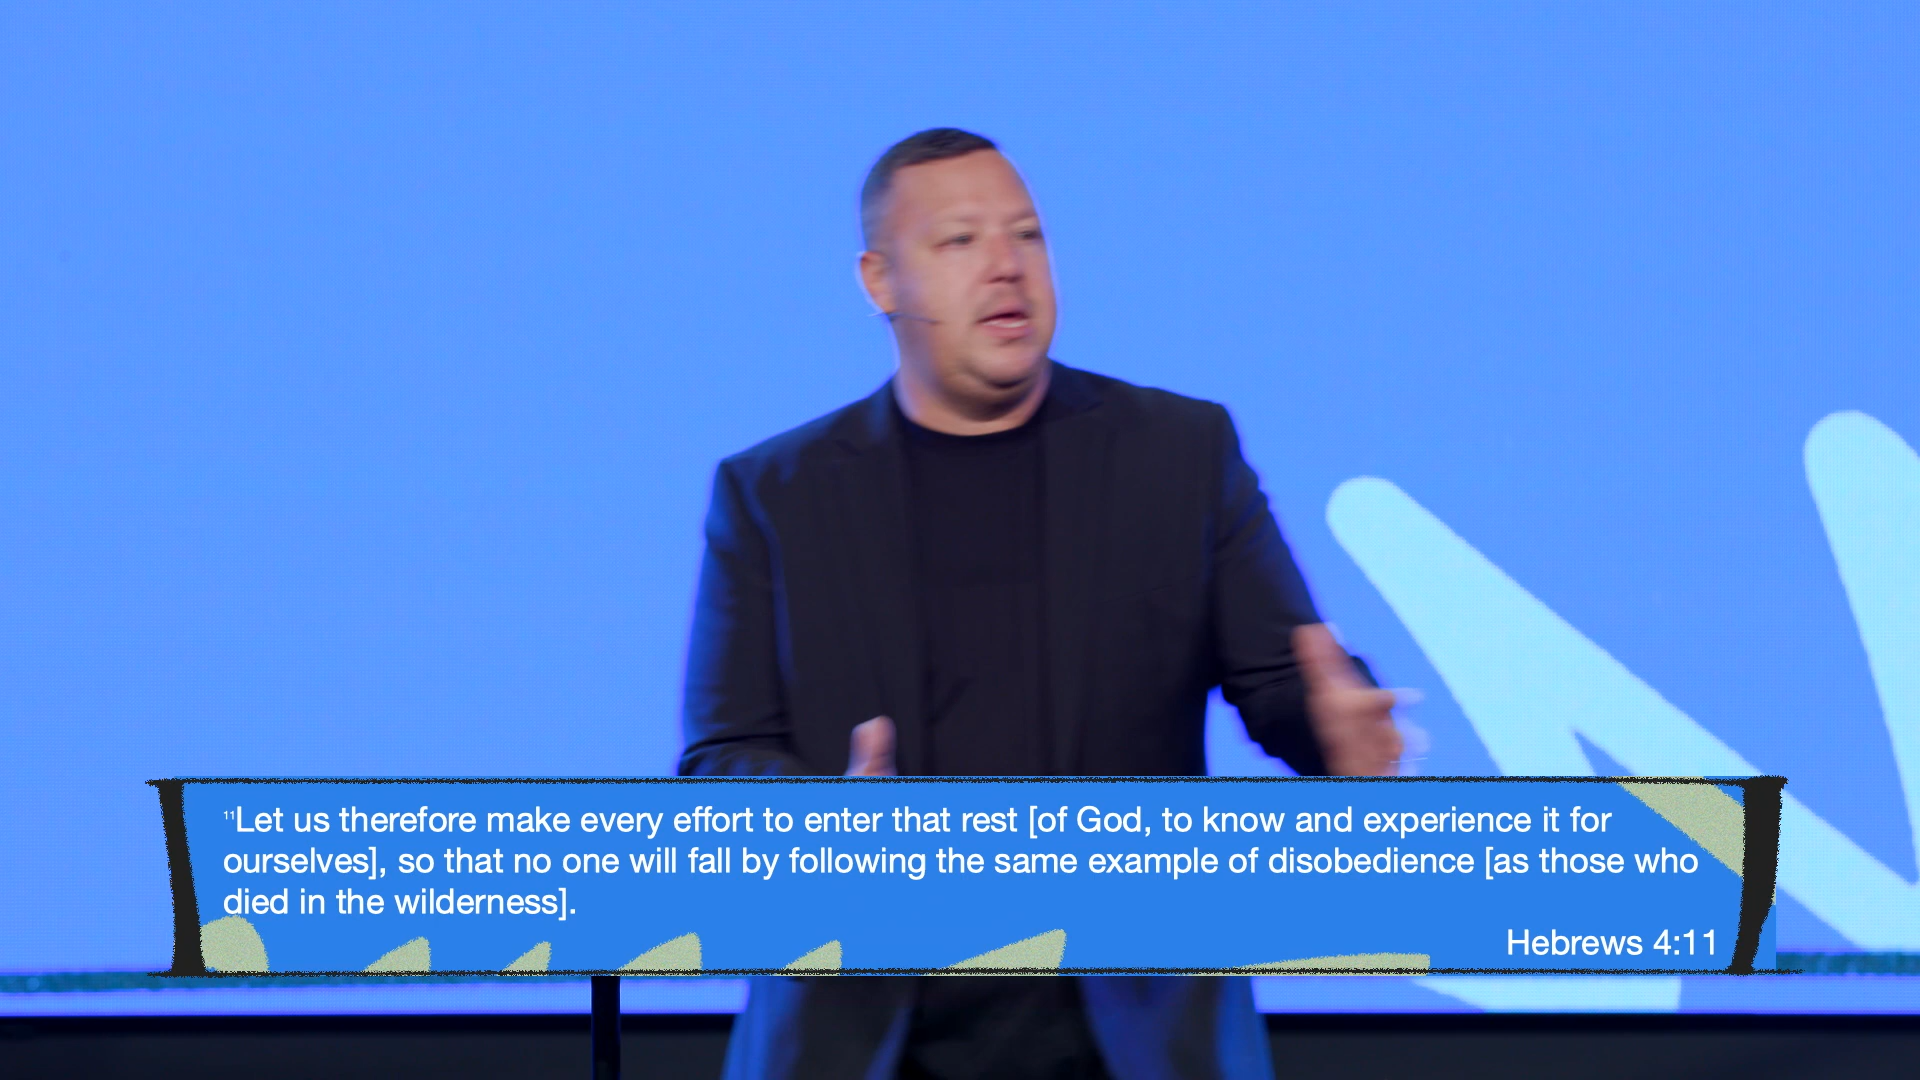 11Let us therefore make every effort to enter that rest [of God, to know and experience it for
ourselves], so that no one will fall by following the same example of disobedience [as those who
died in the wilderness].
Hebrews 4:11